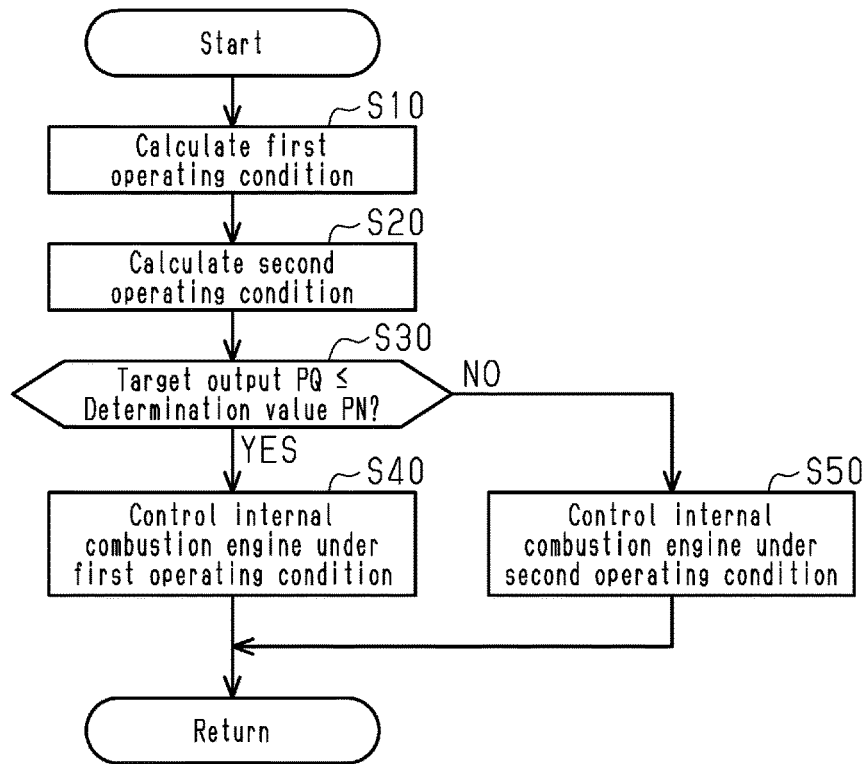 Start
S10
Calculate first
operating condition
S20
Calculate second
operating condition
S30
Target output PQ ≤
Determination value PN?
NO
YES
S40
Control internal
combustion engine under
first operating condition
S50
Control internal
combustion engine under
second operating condition
Return